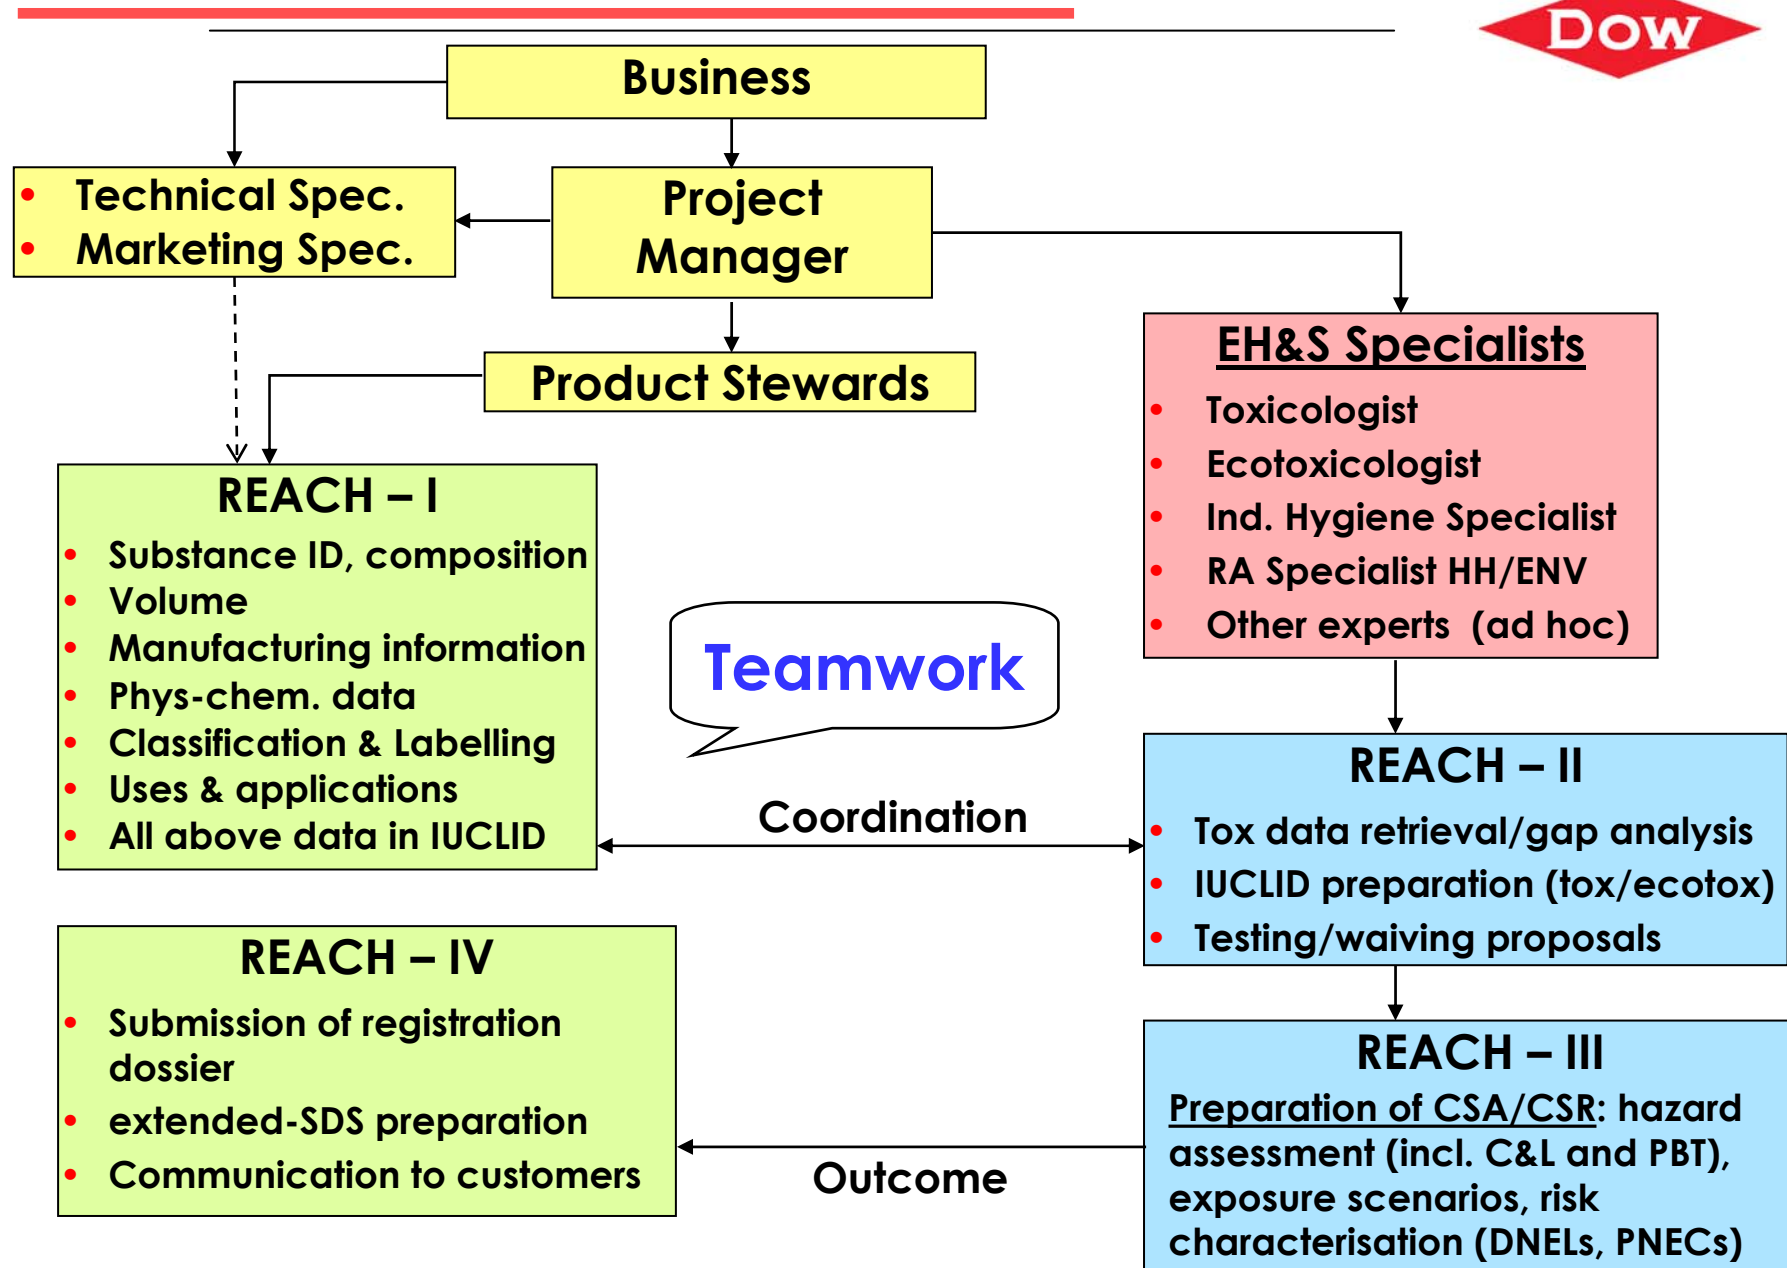 Dow
Business
• Technical Spec.
• Marketing Spec.
Project
Manager
Product Stewards
EH&S Specialists
• Toxicologist
• Ecotoxicologist
• Ind. Hygiene Specialist
• RA Specialist HH/ENV
• Other experts (ad hoc)
REACH – I
• Substance ID, composition
• Volume
• Manufacturing information
• Phys-chem. data
• Classification & Labelling
• Uses & applications
• All above data in IUCLID
Teamwork
Coordination
REACH – II
• Tox data retrieval/gap analysis
• IUCLID preparation (tox/ecotox)
• Testing/waiving proposals
REACH – III
Preparation of CSA/CSR: hazard
assessment (incl. C&L and PBT),
exposure scenarios, risk
characterisation (DNELs, PNECs)
Outcome
REACH – IV
• Submission of registration
dossier
• extended-SDS preparation
• Communication to customers